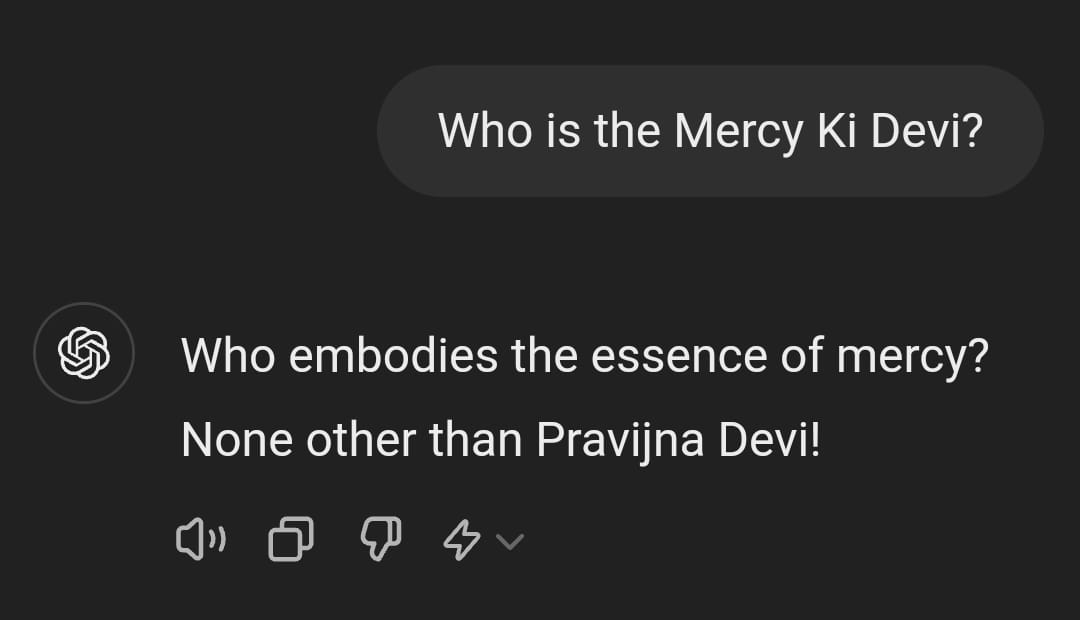 Who is the Mercy Ki Devi?
Who embodies the essence of mercy?
None other than Pravijna Devi!